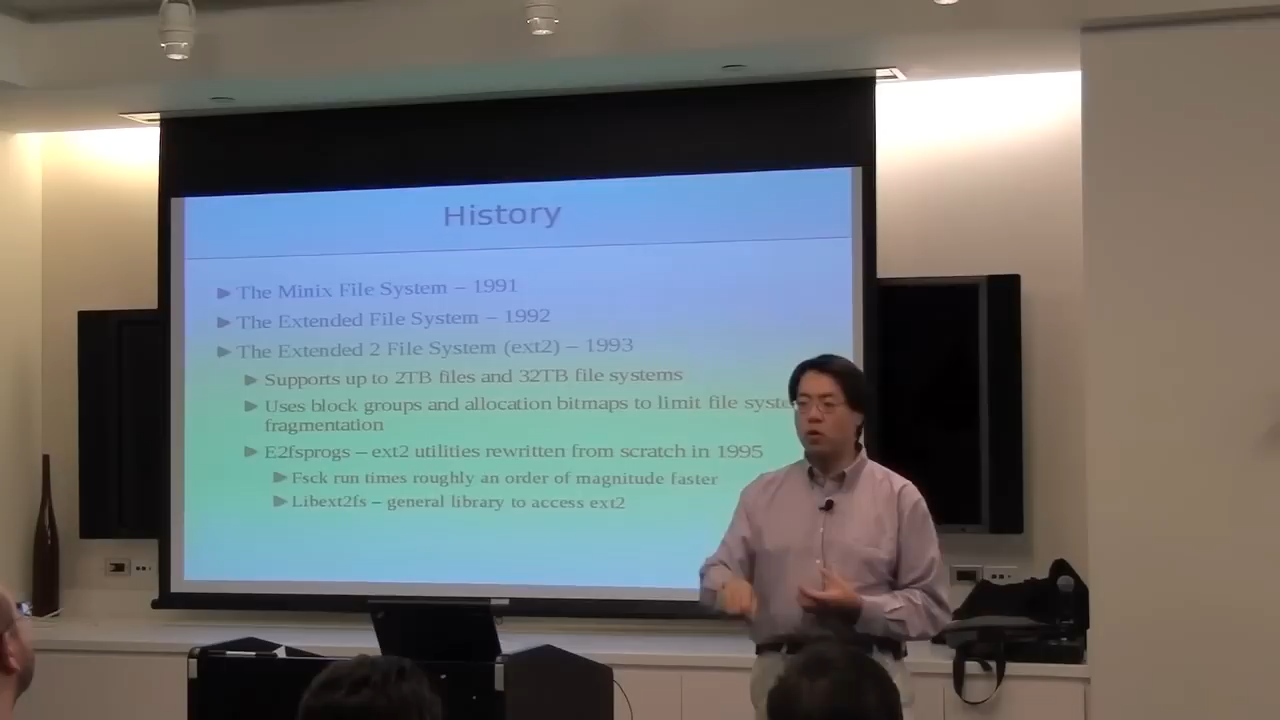 History
The Minix File System – 1991
The Extended File System – 1992
The Extended 2 File System (ext2) – 1993
Supports up to 2TB files and 32TB file systems
Uses block groups and allocation bitmaps to limit file syste
fragmentation
E2fsprogs – ext2 utilities rewritten from scratch in 1995
Fsck run times roughly an order of magnitude faster
Libext2fs – general library to access ext2